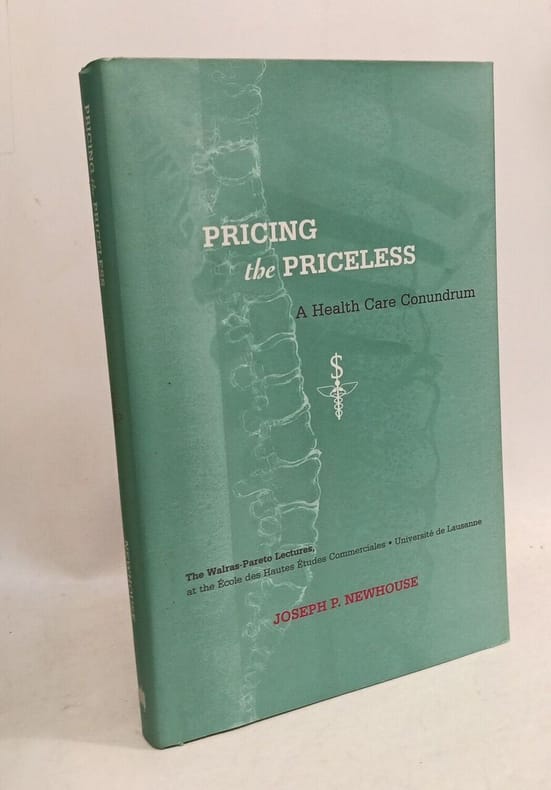 PRICING the PRICELESS
NEWHOUSE
PRICING
the PRICELESS
A Health Care Conundrum
$
The Walras-Pareto Lectures,
at the École des Hautes Études Commerciales • Université de Lausanne
JOSEPH P. NEWHOUSE